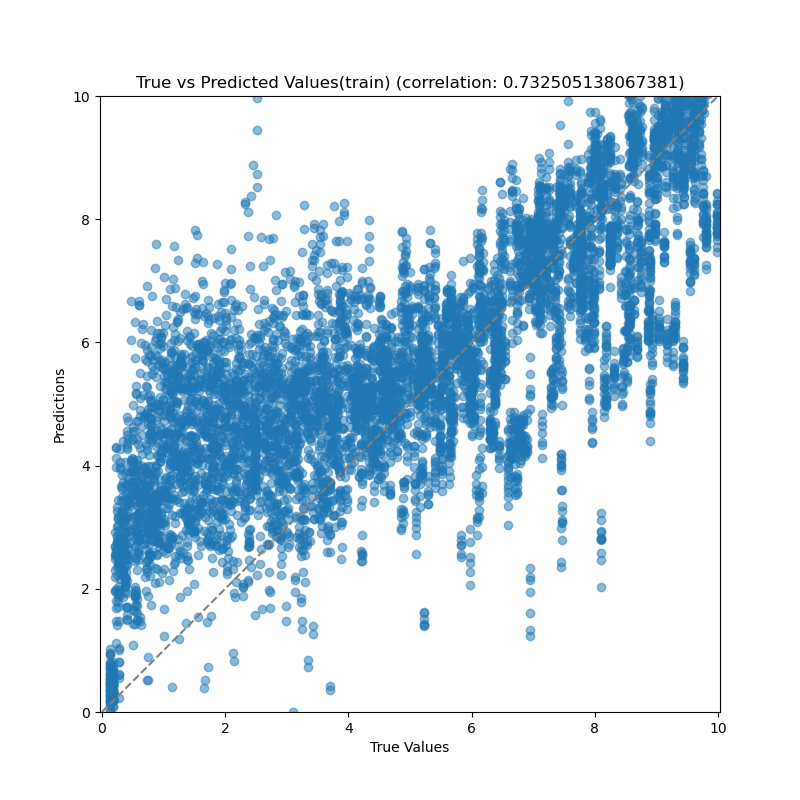 True vs Predicted Values(train) (correlation: 0.732505138067381)
10
8
6
4
2
0
Predictions
0 2 4 6 8 10
True Values